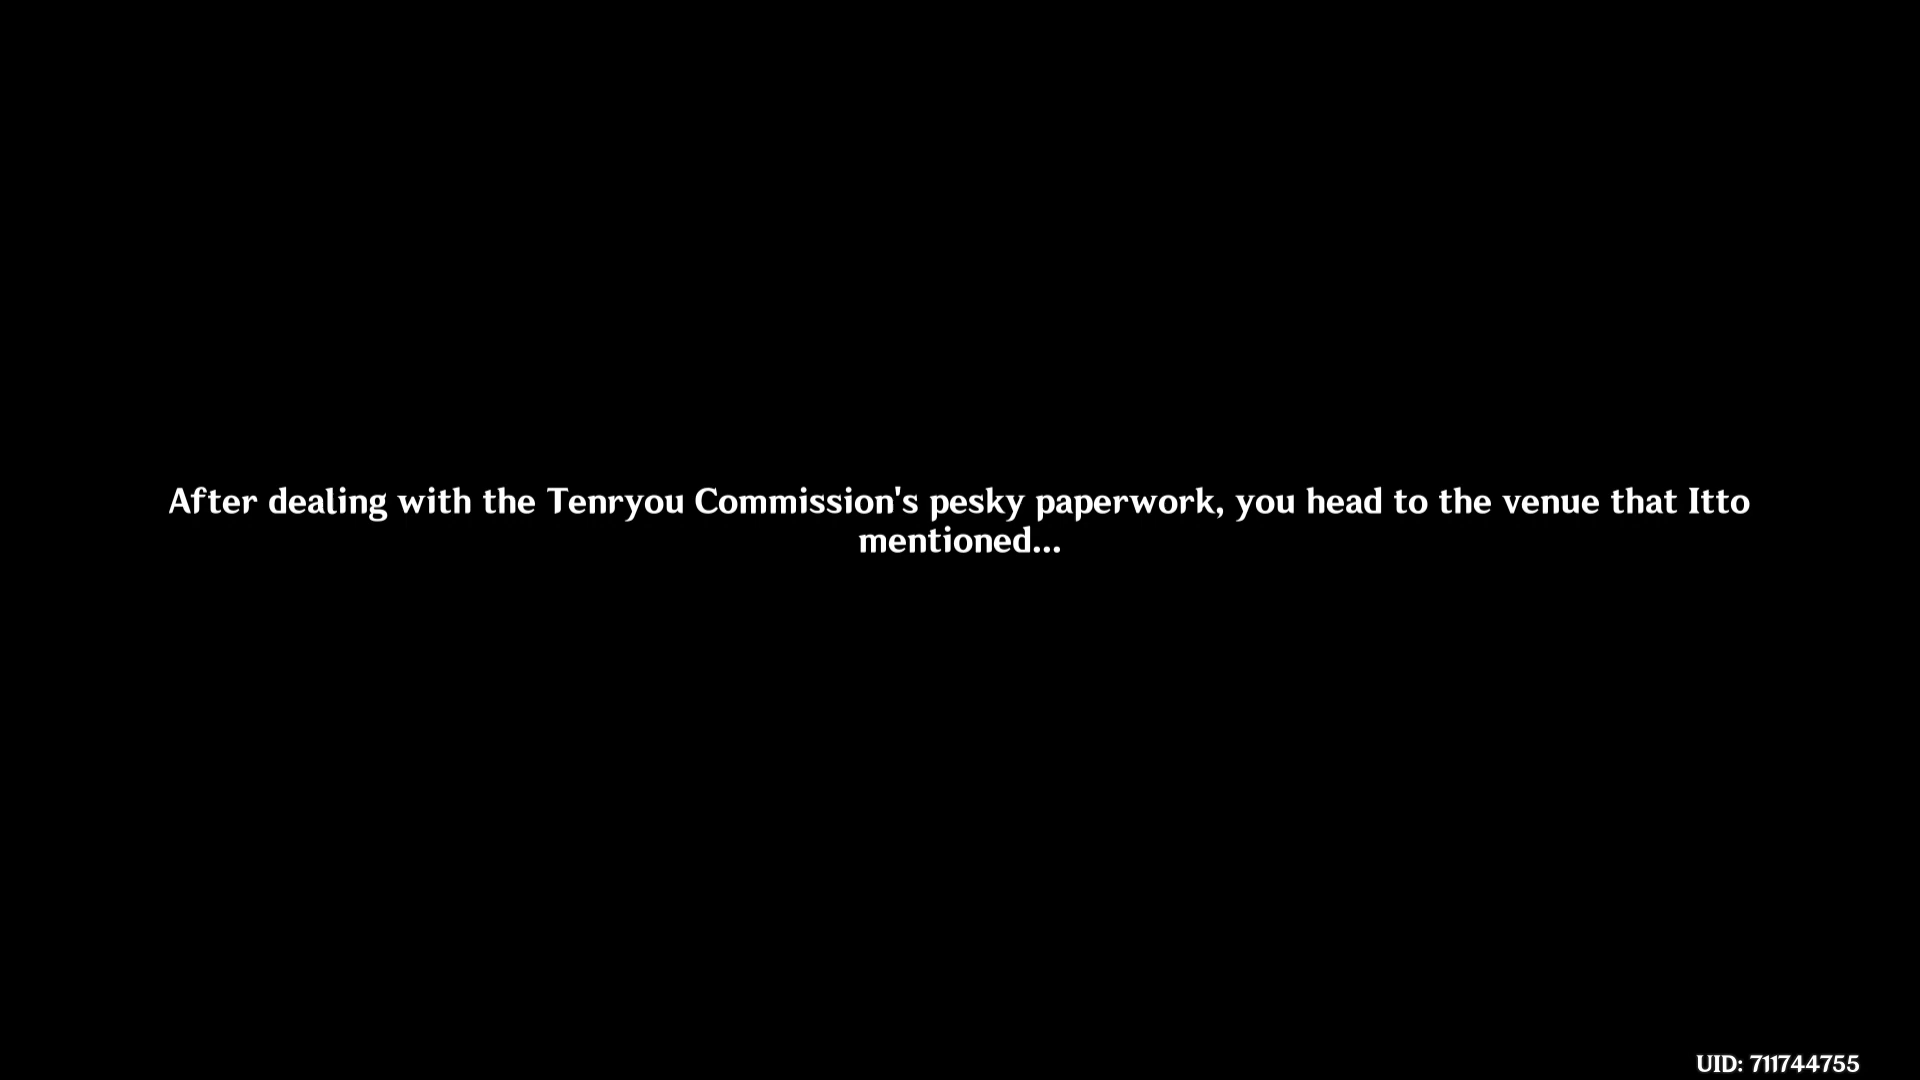 After dealing with the Tenryou Commission's pesky paperwork, you head to the venue that Itto
mentioned...
UID: 711744755